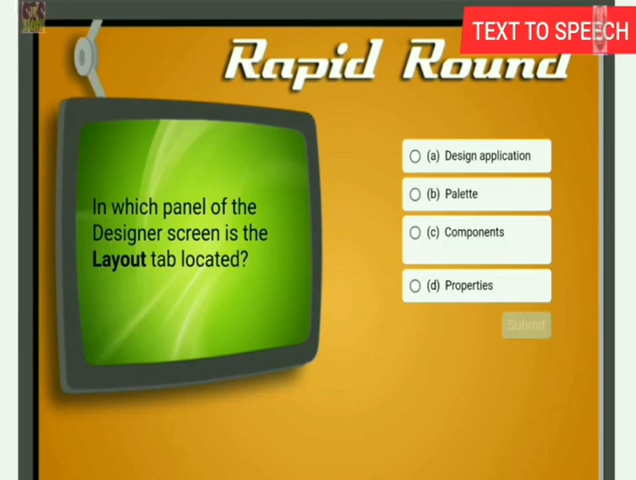 TEXT TO SPEECH
Rapid Round
In which panel of the
Designer screen is the
Layout tab located?
(a) Design application
(b) Palette
(c) Components
(d) Properties
Submit